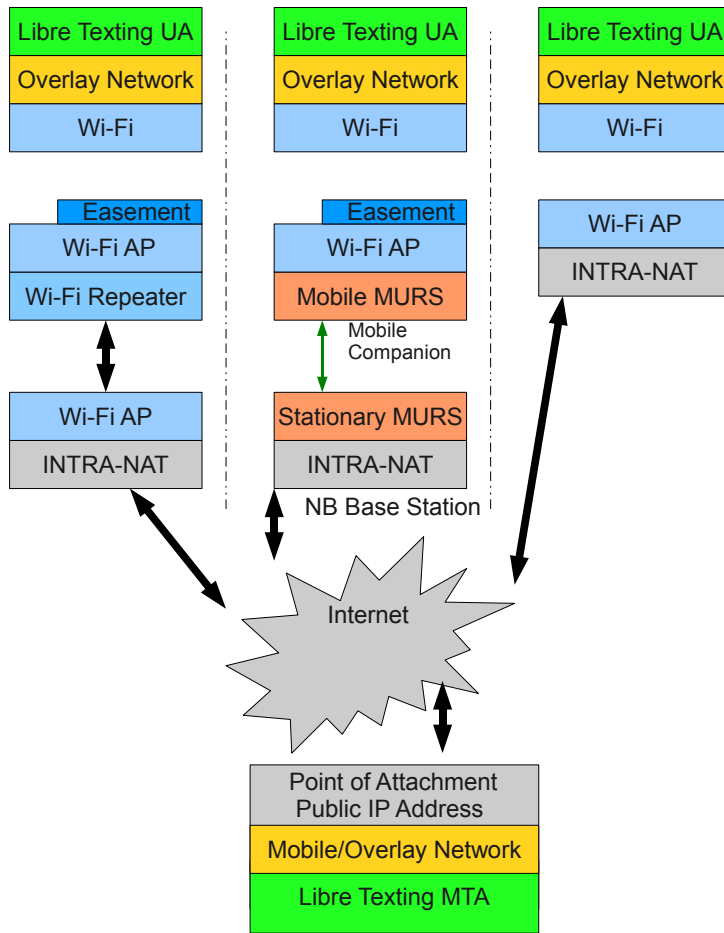 Libre Texting UA
Overlay Network
Wi-Fi
Easement
Wi-Fi AP
Wi-Fi Repeater
Wi-Fi AP
INTRA-NAT
Libre Texting UA
Overlay Network
Wi-Fi
Easement
Wi-Fi AP
Mobile MURS
Mobile
Companion
Stationary MURS
INTRA-NAT
NB Base Station
Libre Texting UA
Overlay Network
Wi-Fi
Wi-Fi AP
INTRA-NAT
Internet
Point of Attachment
Public IP Address
Mobile/Overlay Network
Libre Texting MTA